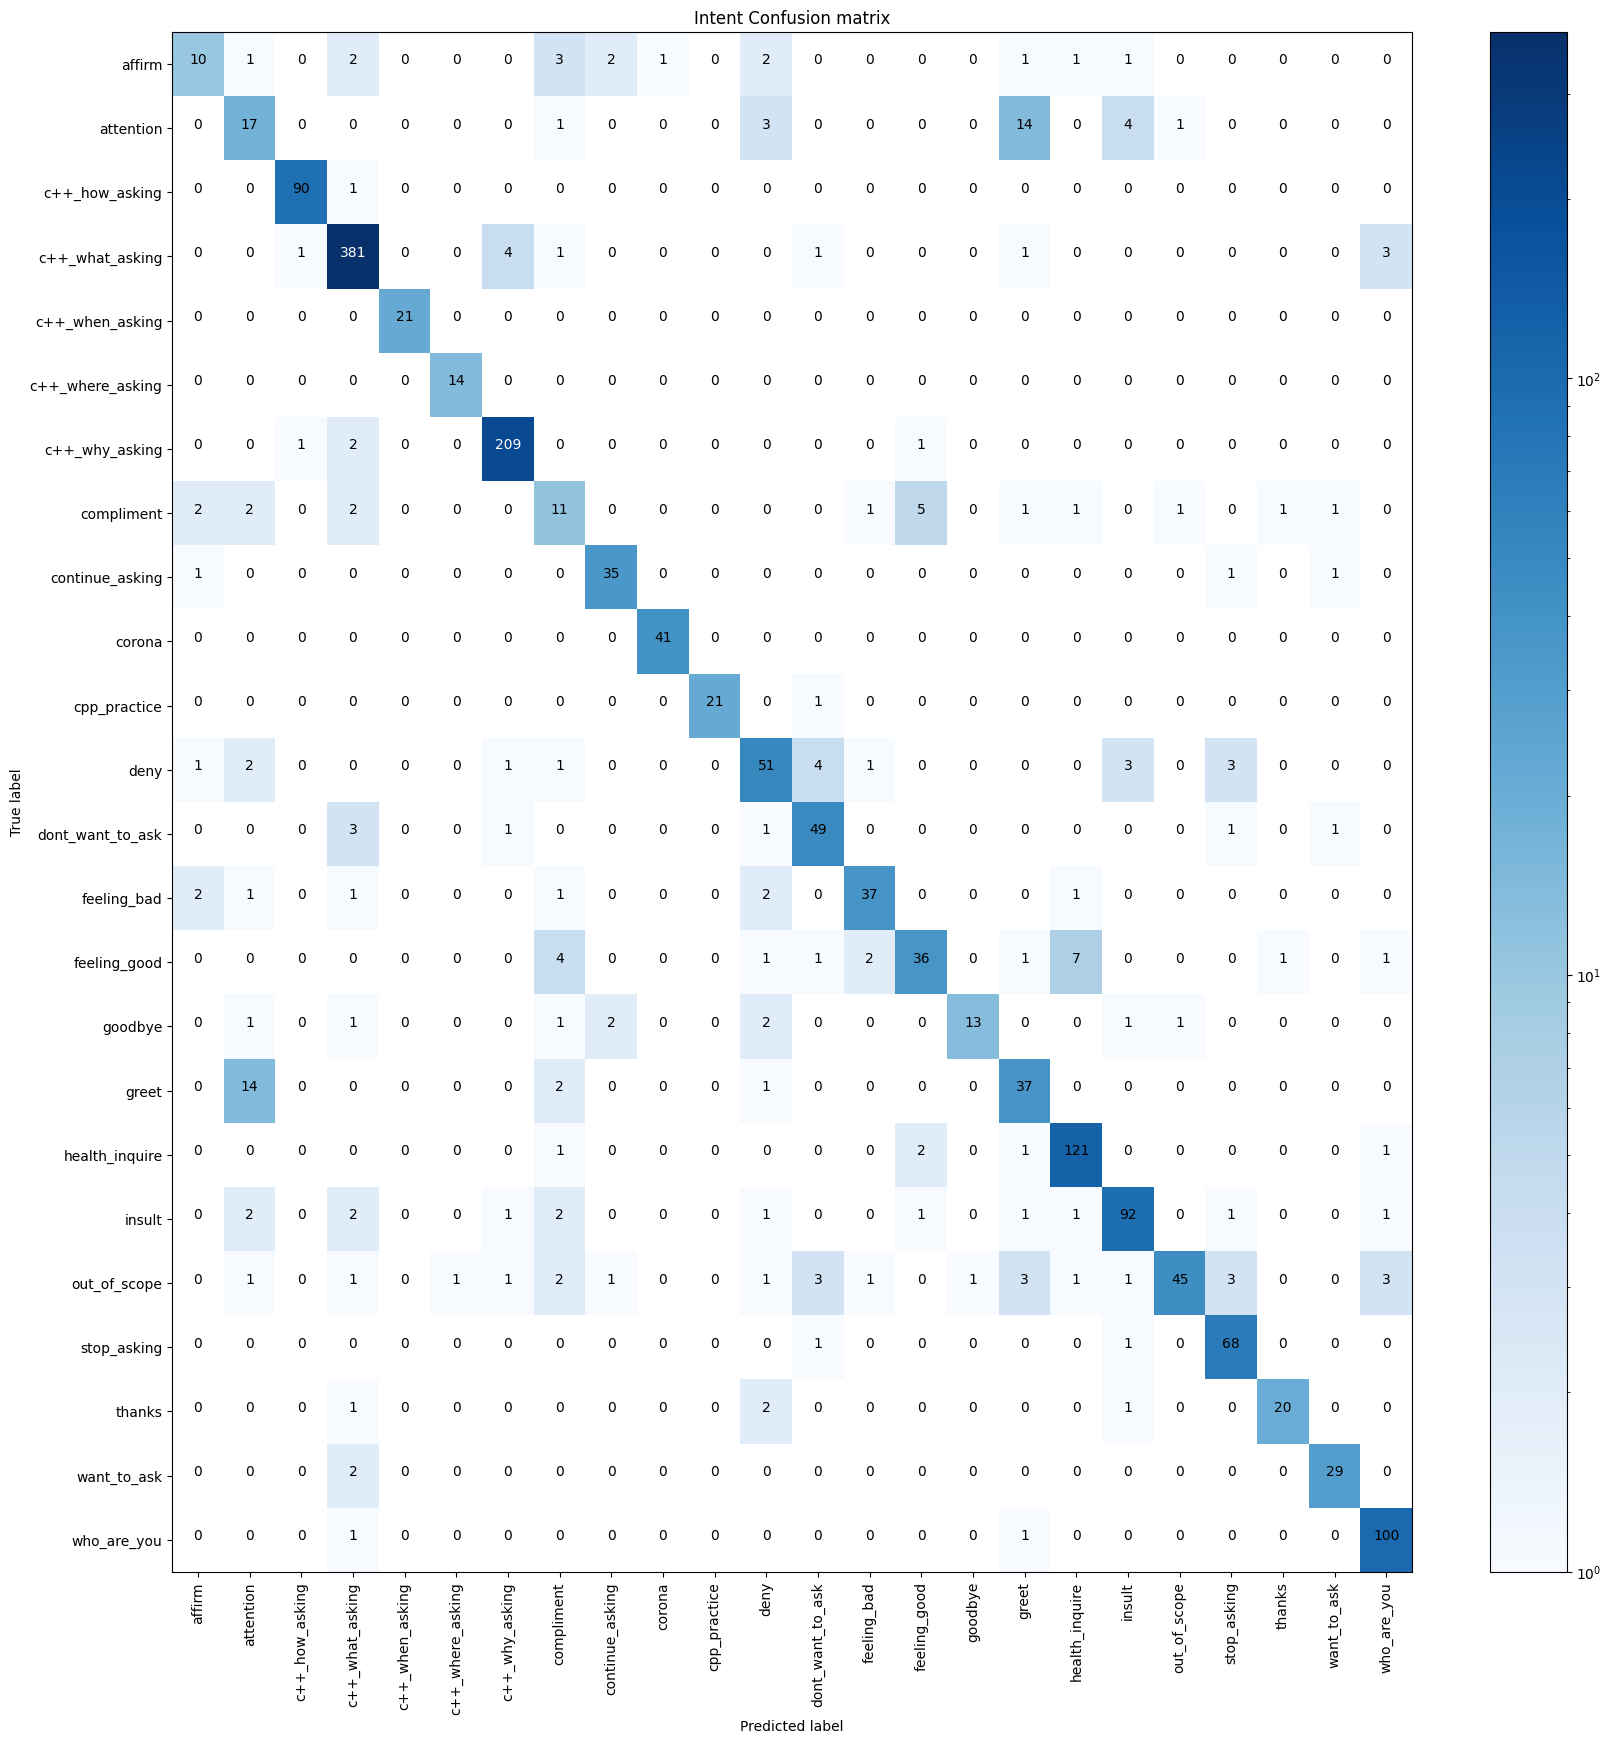 Intent Confusion matrix
affirm 10 1 0 2 0 0 0 3 2 1 0 2 0 0 0 0 1 1 1 0 0 0 0 0
attention 0 17 0 0 0 0 0 1 0 0 0 3 0 0 0 0 14 0 4 1 0 0 0 0
c++_how_asking 0 0 90 1 0 0 0 0 0 0 0 0 0 0 0 0 0 0 0 0 0 0 0 0
c++_what_asking 0 0 1 381 0 0 4 1 0 0 0 0 1 0 0 0 1 0 0 0 0 0 0 3
10²
c++_when_asking 0 0 0 0 21 0 0 0 0 0 0 0 0 0 0 0 0 0 0 0 0 0 0 0
c++_where_asking 0 0 0 0 0 14 0 0 0 0 0 0 0 0 0 0 0 0 0 0 0 0 0 0
c++_why_asking 0 0 1 2 0 0 209 0 0 0 0 0 0 0 1 0 0 0 0 0 0 0 0 0
compliment 2 2 0 2 0 0 0 11 0 0 0 0 0 1 5 0 1 1 0 1 0 1 1 0
continue_asking 1 0 0 0 0 0 0 0 35 0 0 0 0 0 0 0 0 0 0 0 1 0 1 0
corona 0 0 0 0 0 0 0 0 0 41 0 0 0 0 0 0 0 0 0 0 0 0 0 0
cpp_practice 0 0 0 0 0 0 0 0 0 0 21 0 1 0 0 0 0 0 0 0 0 0 0 0
True label
deny 1 2 0 0 0 0 1 1 0 0 0 51 4 1 0 0 0 0 3 0 3 0 0 0
dont_want_to_ask 0 0 0 3 0 0 1 0 0 0 0 1 49 0 0 0 0 0 0 0 1 0 1 0
feeling_bad 2 1 0 1 0 0 0 1 0 0 0 2 0 37 0 0 0 1 0 0 0 0 0 0
feeling_good 0 0 0 0 0 0 0 4 0 0 0 1 1 2 36 0 1 7 0 0 0 1 0 1
10¹
goodbye 0 1 0 1 0 0 0 1 2 0 0 2 0 0 0 13 0 0 1 1 0 0 0 0
greet 0 14 0 0 0 0 0 2 0 0 0 1 0 0 0 0 37 0 0 0 0 0 0 0
health_inquire 0 0 0 0 0 0 0 1 0 0 0 0 0 0 2 0 1 121 0 0 0 0 0 1
insult 0 2 0 2 0 0 1 2 0 0 0 1 0 0 1 0 1 1 92 0 1 0 0 1
out_of_scope 0 1 0 1 0 1 1 2 1 0 0 1 3 1 0 1 3 1 1 45 3 0 0 3
stop_asking 0 0 0 0 0 0 0 0 0 0 0 0 1 0 0 0 0 0 1 0 68 0 0 0
thanks 0 0 0 1 0 0 0 0 0 0 0 2 0 0 0 0 0 0 1 0 0 20 0 0
want_to_ask 0 0 0 2 0 0 0 0 0 0 0 0 0 0 0 0 0 0 0 0 0 0 29 0
who_are_you 0 0 0 1 0 0 0 0 0 0 0 0 0 0 0 0 1 0 0 0 0 0 0 100
10⁰
affirm
attention
c++_how_asking
c++_what_asking
c++_when_asking
c++_where_asking
c++_why_asking
compliment
continue_asking
corona
cpp_practice
deny
dont_want_to_ask
feeling_bad
feeling_good
goodbye
greet
health_inquire
insult
out_of_scope
stop_asking
thanks
want_to_ask
who_are_you
Predicted label